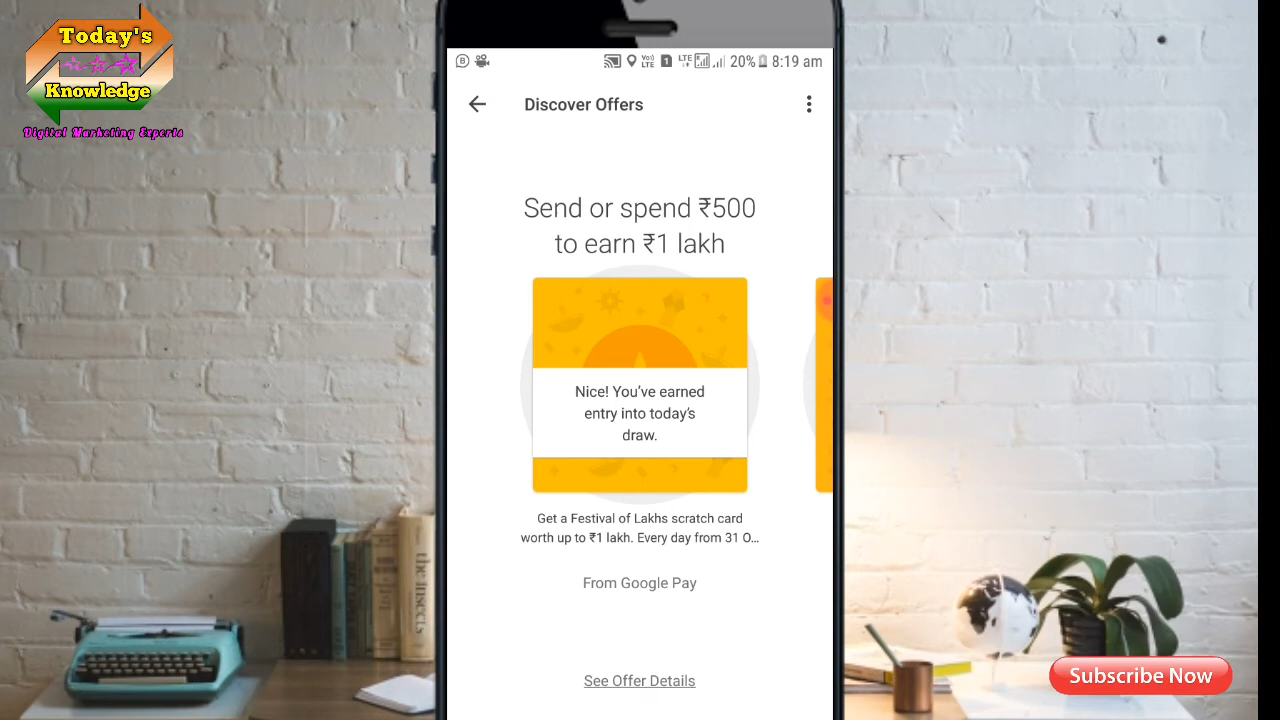 Today's
Knowledge
Digital Marketing Experts
20% 8:19 am
Discover Offers
Send or spend ₹500
to earn ₹1 lakh
Nice! You've earned
entry into today's
draw.
Get a Festival of Lakhs scratch card
worth up to ₹1 lakh. Every day from 31 O...
From Google Pay
See Offer Details
the insects
Subscribe Now